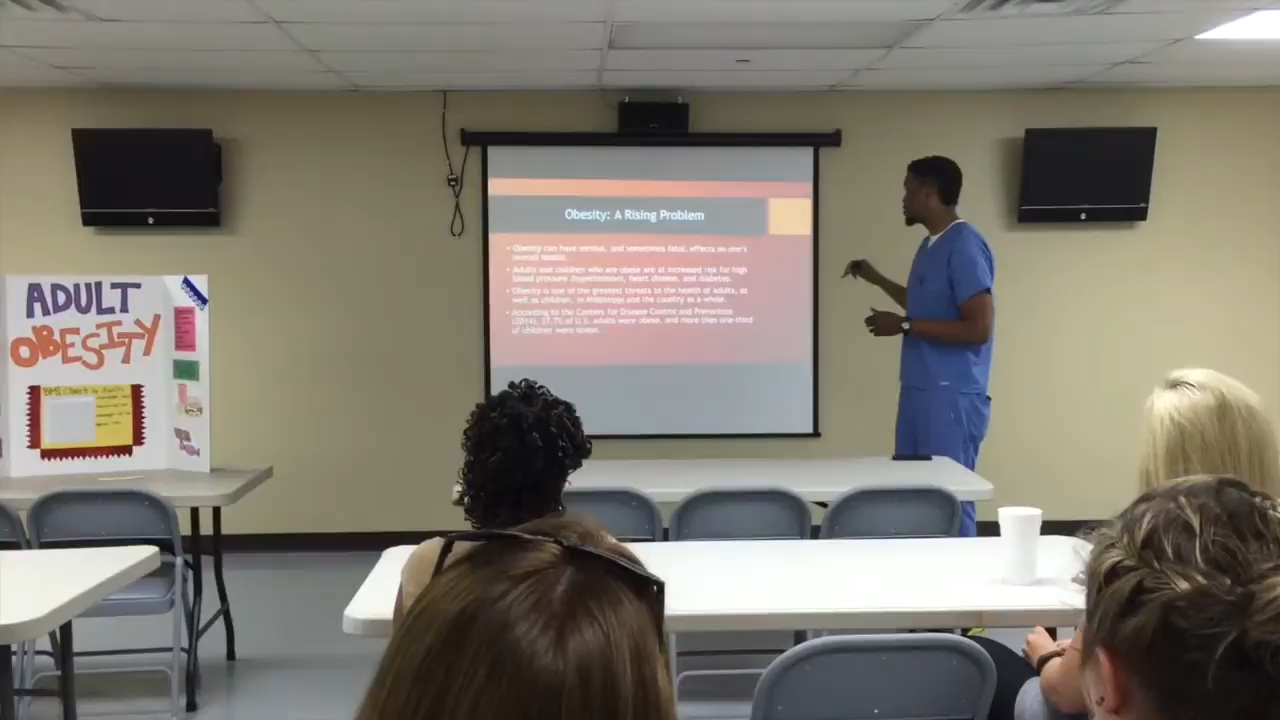 Obesity: A Rising Problem
• Obesity can have serious, and sometimes fatal, effects on one's
overall health.
• Adults and children who are obese are at increased risk for high
blood pressure (hypertension), heart disease, and diabetes.
• Obesity is one of the greatest threats to the health of adults, as
well as children, in Mississippi and the country as a whole.
• According to the Centers for Disease Control and Prevention
(2014), 37.7% of U.S. adults were obese, and more than one-third
of children were obese.
ADULT
OBESITY
BMI Chart